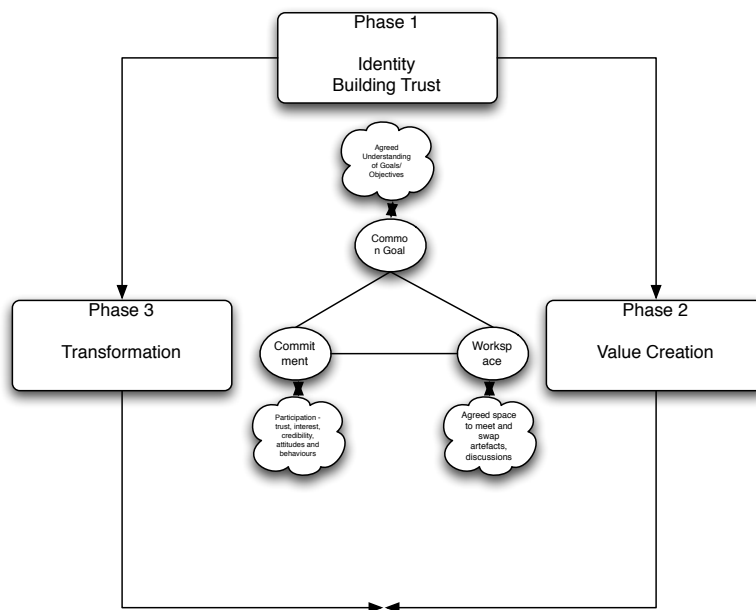 Phase 1
Identity
Building Trust
Agreed
Understanding
of Goals/
Objectives
Commo
n Goal
Phase 3
Transformation
Phase 2
Value Creation
Commit
ment
Worksp
ace
Participation -
trust, interest,
credibility,
attitudes and
behaviours
Agreed space
to meet and
swap
artefacts,
discussions